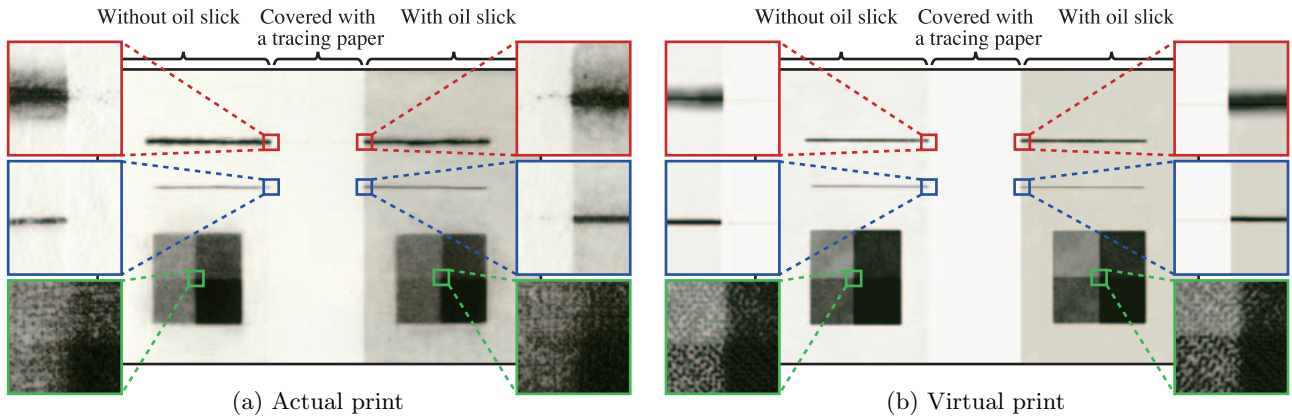 Without oil slick
Covered with
a tracing paper
With oil slick
Without oil slick
Covered with
a tracing paper
With oil slick
(a) Actual print
(b) Virtual print